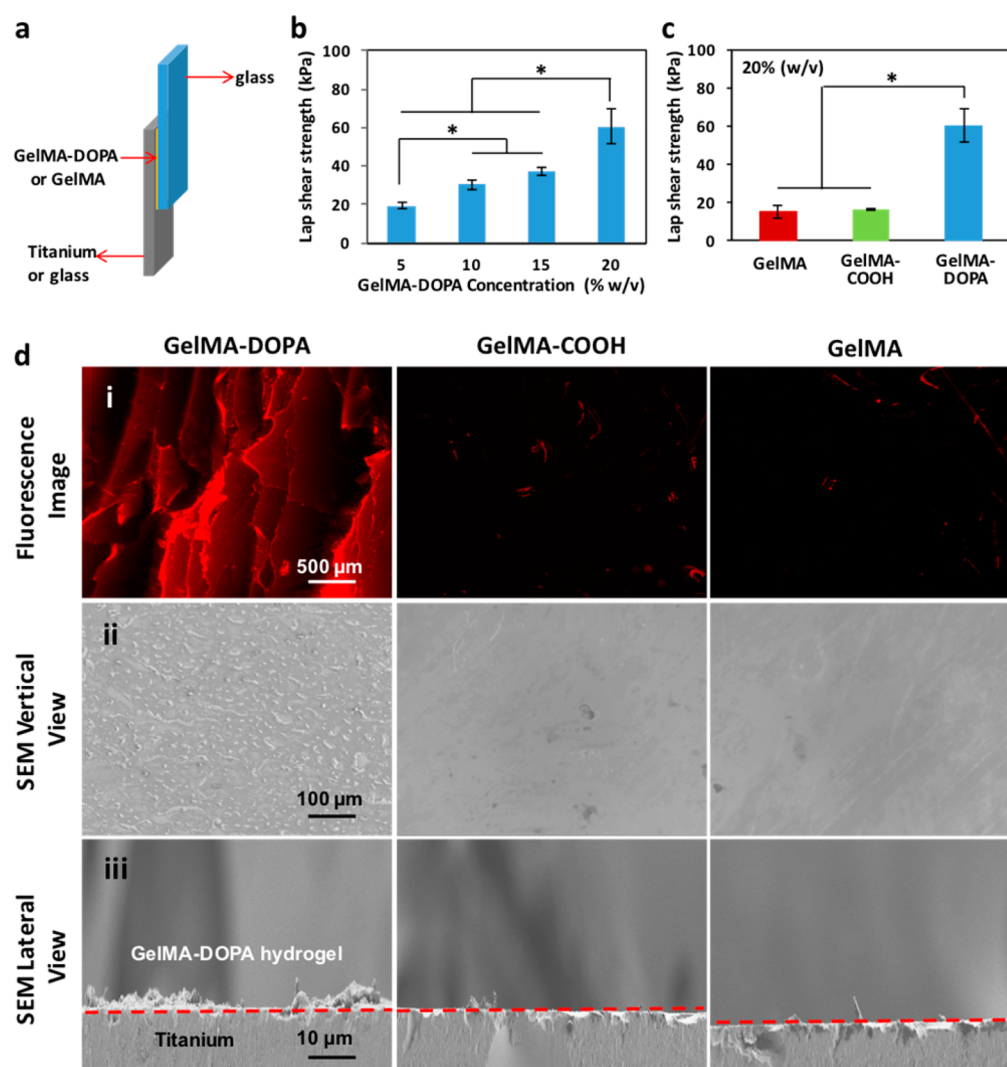 a
glass
GelMA-DOPA
or GelMA
Titanium
or glass
b
Lap shear strength (kPa)
100
80
60
40
20
0
*
*
5 10 15 20
GelMA-DOPA Concentration (% w/v)
c
Lap shear strength (kPa)
100
80
60
40
20
0
20% (w/v)
*
GelMA
GelMA-
COOH
GelMA-
DOPA
d
GelMA-DOPA GelMA-COOH GelMA
Fluorescence
Image
i
500 µm
SEM Vertical
View
ii
100 µm
SEM Lateral
View
iii
GelMA-DOPA hydrogel
Titanium
10 µm